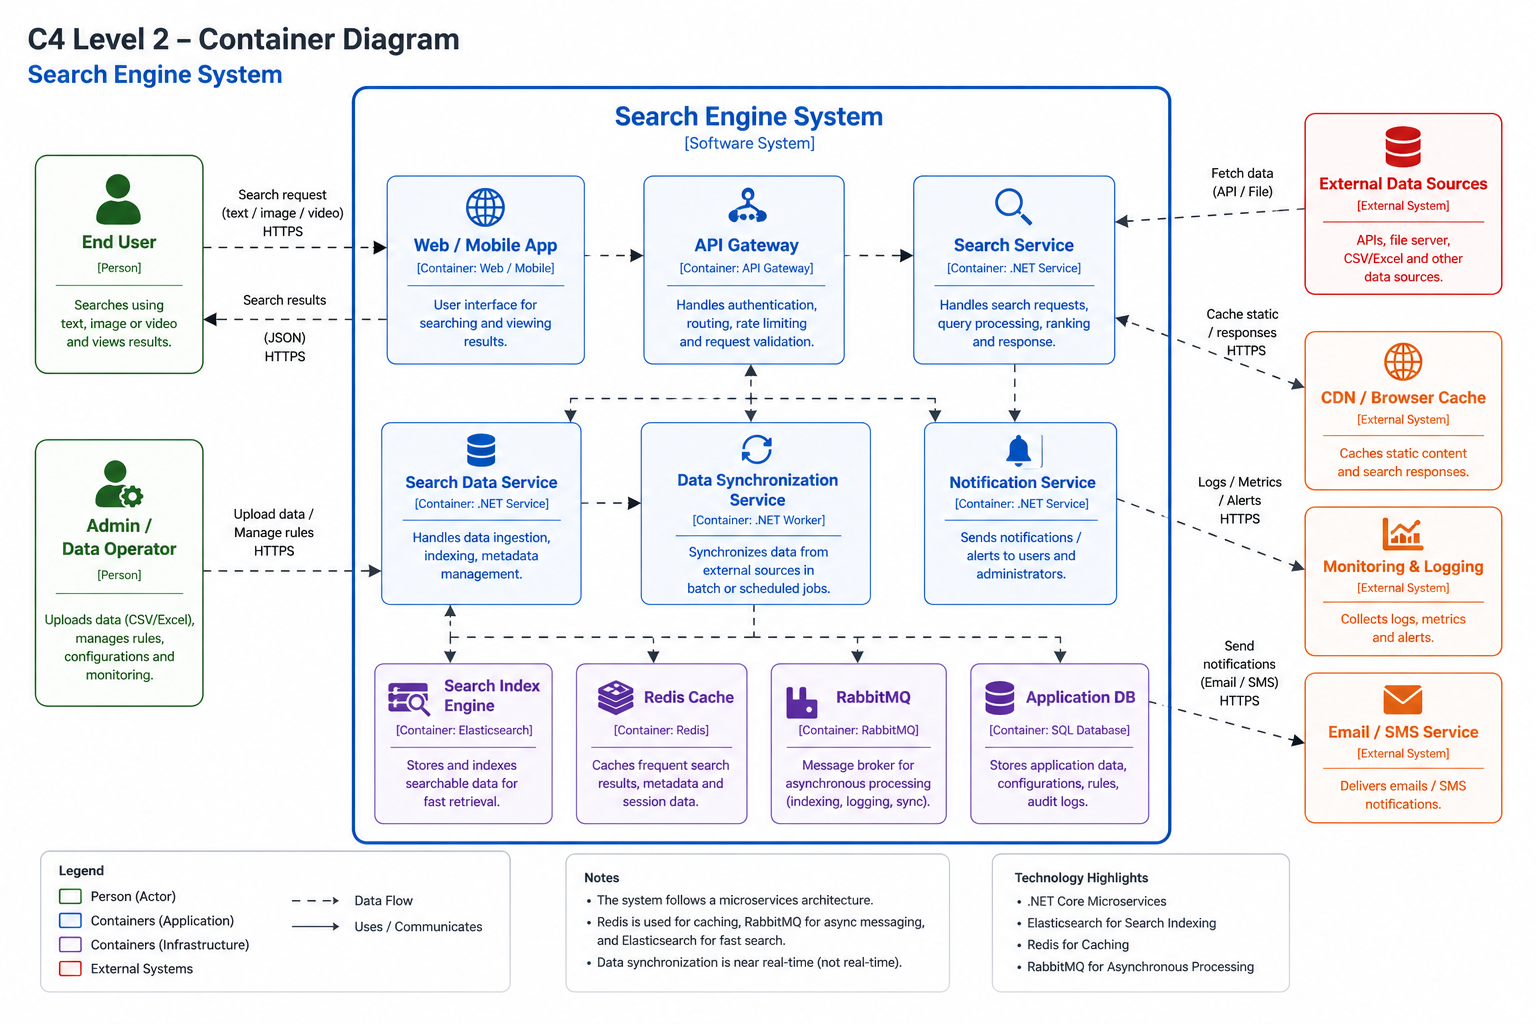 C4 Level 2 – Container Diagram
Search Engine System
Search Engine System
[Software System]
End User
[Person]
Searches using
text, image or video
and views results.
Search request
(text / image / video)
HTTPS
Search results
(JSON)
HTTPS
Web / Mobile App
[Container: Web / Mobile]
User interface for
searching and viewing
results.
API Gateway
[Container: API Gateway]
Handles authentication,
routing, rate limiting
and request validation.
Search Service
[Container: .NET Service]
Handles search requests,
query processing, ranking
and response.
Fetch data
(API / File)
External Data Sources
[External System]
APIs, file server,
CSV/Excel and other
data sources.
Cache static
/ responses
HTTPS
CDN / Browser Cache
[External System]
Caches static content
and search responses.
Admin /
Data Operator
[Person]
Uploads data (CSV/Excel),
manages rules,
configurations and
monitoring.
Upload data /
Manage rules
HTTPS
Search Data Service
[Container: .NET Service]
Handles data ingestion,
indexing, metadata
management.
Data Synchronization
Service
[Container: .NET Worker]
Synchronizes data from
external sources in
batch or scheduled jobs.
Notification Service
[Container: .NET Service]
Sends notifications /
alerts to users and
administrators.
Logs / Metrics
/ Alerts
HTTPS
Monitoring & Logging
[External System]
Collects logs, metrics
and alerts.
Search Index
Engine
[Container: Elasticsearch]
Stores and indexes
searchable data for
fast retrieval.
Redis Cache
[Container: Redis]
Caches frequent search
results, metadata and
session data.
RabbitMQ
[Container: RabbitMQ]
Message broker for
asynchronous processing
(indexing, logging, sync).
Application DB
[Container: SQL Database]
Stores application data,
configurations, rules,
audit logs.
Send
notifications
(Email / SMS)
HTTPS
Email / SMS Service
[External System]
Delivers emails / SMS
notifications.
Legend
Person (Actor)
Containers (Application)
Containers (Infrastructure)
External Systems
Data Flow
Uses / Communicates
Notes
• The system follows a microservices architecture.
• Redis is used for caching, RabbitMQ for async messaging,
and Elasticsearch for fast search.
• Data synchronization is near real-time (not real-time).
Technology Highlights
• .NET Core Microservices
• Elasticsearch for Search Indexing
• Redis for Caching
• RabbitMQ for Asynchronous Processing